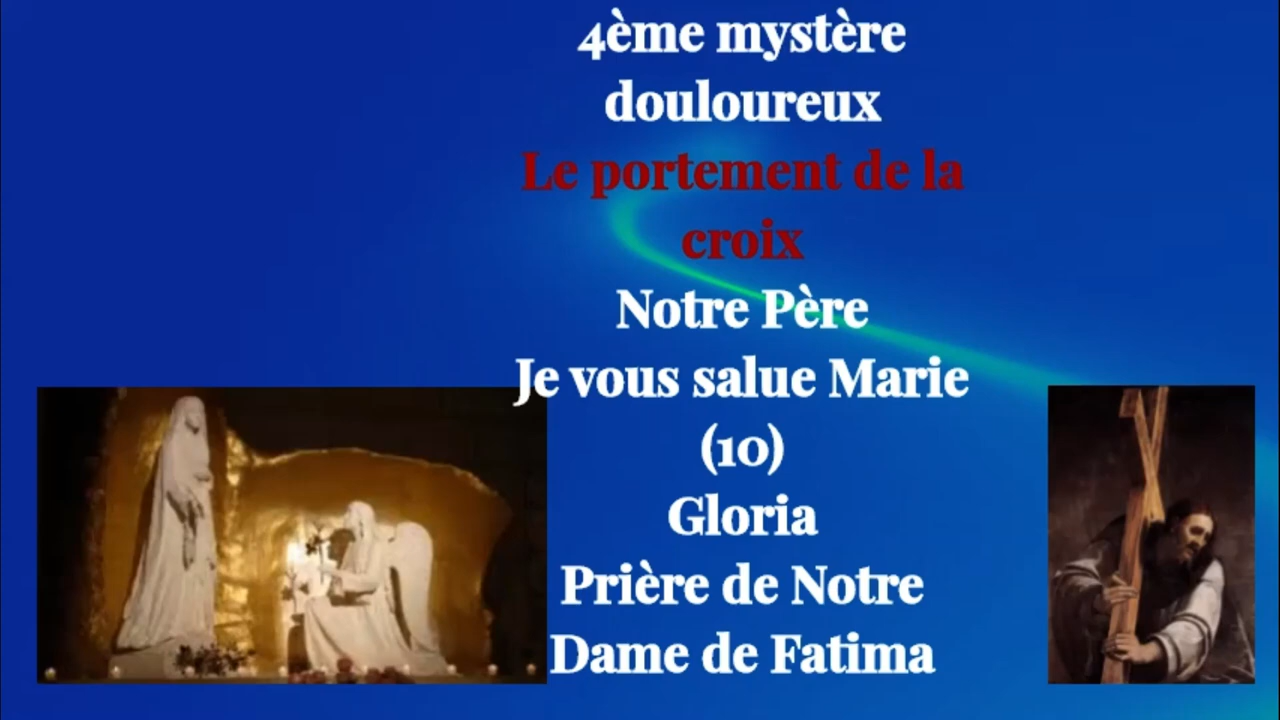 4ème mystère
douloureux
Le portement de la
croix
Notre Père
Je vous salue Marie
(10)
Gloria
Prière de Notre
Dame de Fatima